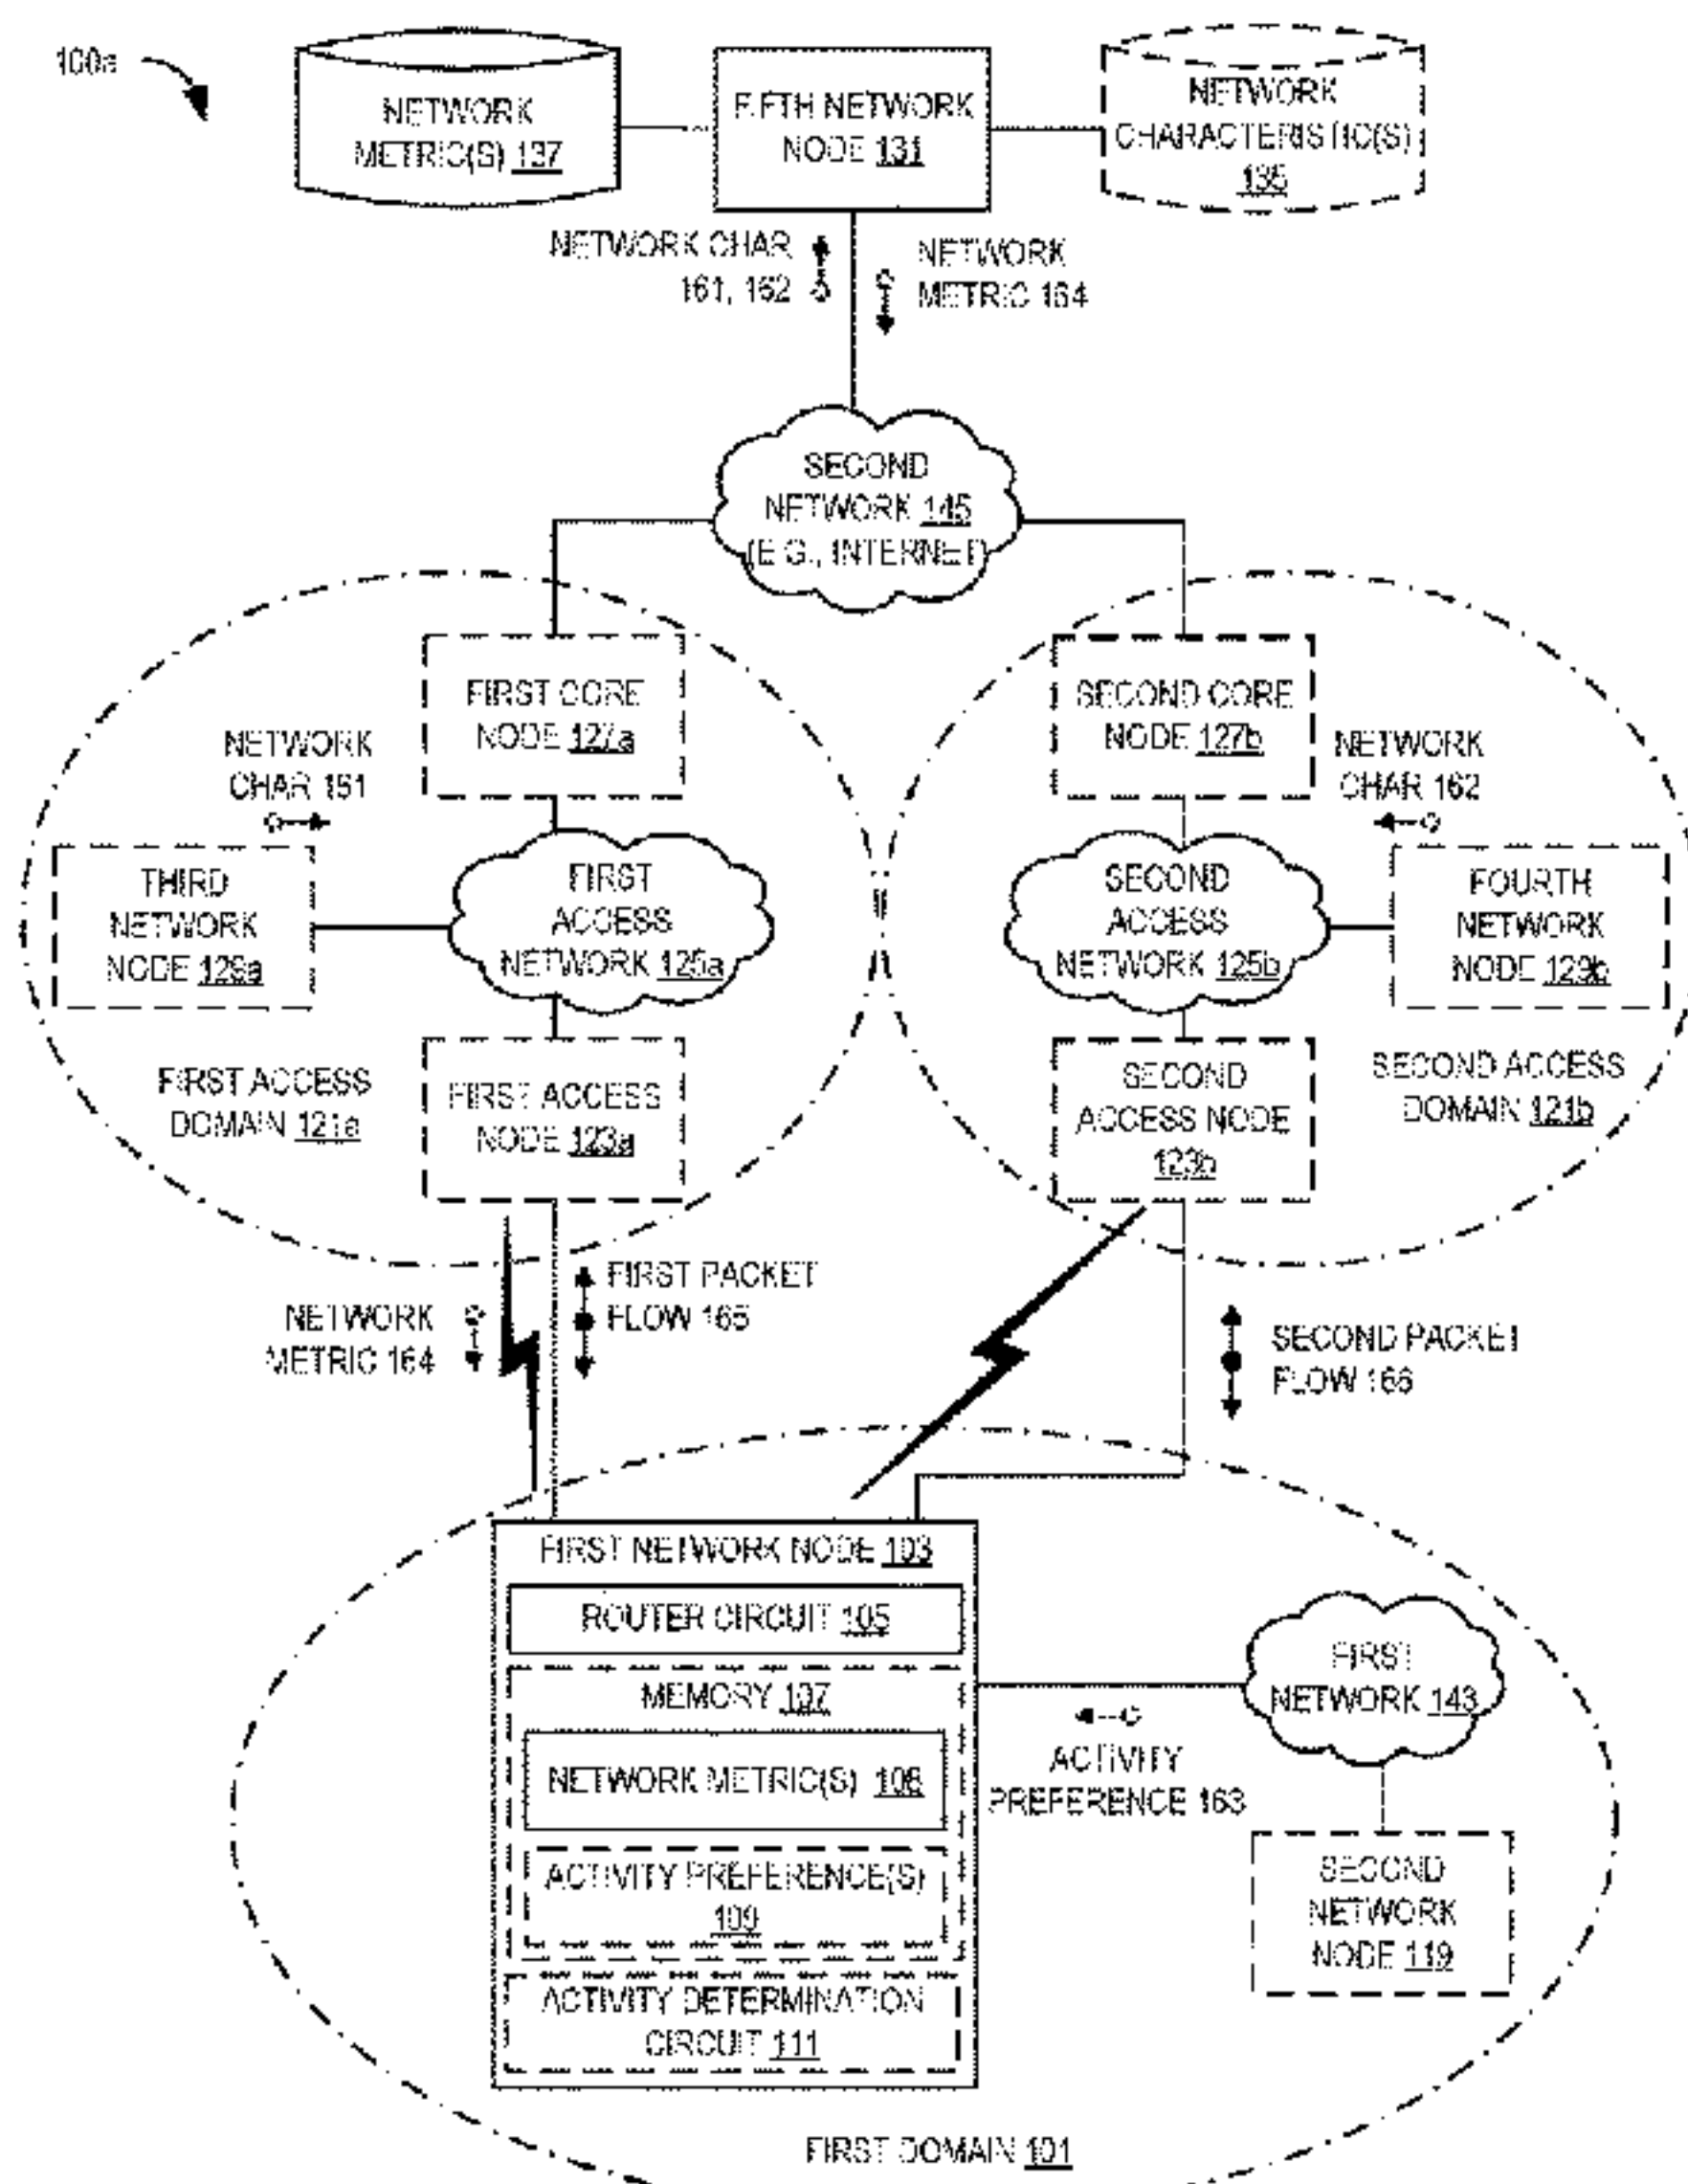 100a
NETWORK
METRIC(S) 137
FIFTH NETWORK
NODE 131
NETWORK
CHARACTERISTIC(S)
135
NETWORK CHAR
161, 162
NETWORK
METRIC 164
SECOND
NETWORK 145
(E.G., INTERNET)
FIRST CORE
NODE 127a
SECOND CORE
NODE 127b
NETWORK
CHAR 161
NETWORK
CHAR 162
THIRD
NETWORK
NODE 129a
FIRST
ACCESS
NETWORK 125a
SECOND
ACCESS
NETWORK 125b
FOURTH
NETWORK
NODE 129b
FIRST ACCESS
DOMAIN 121a
FIRST ACCESS
NODE 123a
SECOND
ACCESS NODE
123b
SECOND ACCESS
DOMAIN 121b
NETWORK
METRIC 164
FIRST PACKET
FLOW 165
SECOND PACKET
FLOW 166
FIRST NETWORK NODE 103
ROUTER CIRCUIT 105
MEMORY 107
NETWORK METRIC(S) 108
ACTIVITY PREFERENCE(S)
109
ACTIVITY DETERMINATION
CIRCUIT 111
FIRST
NETWORK 143
ACTIVITY
PREFERENCE 163
SECOND
NETWORK
NODE 119
FIRST DOMAIN 101